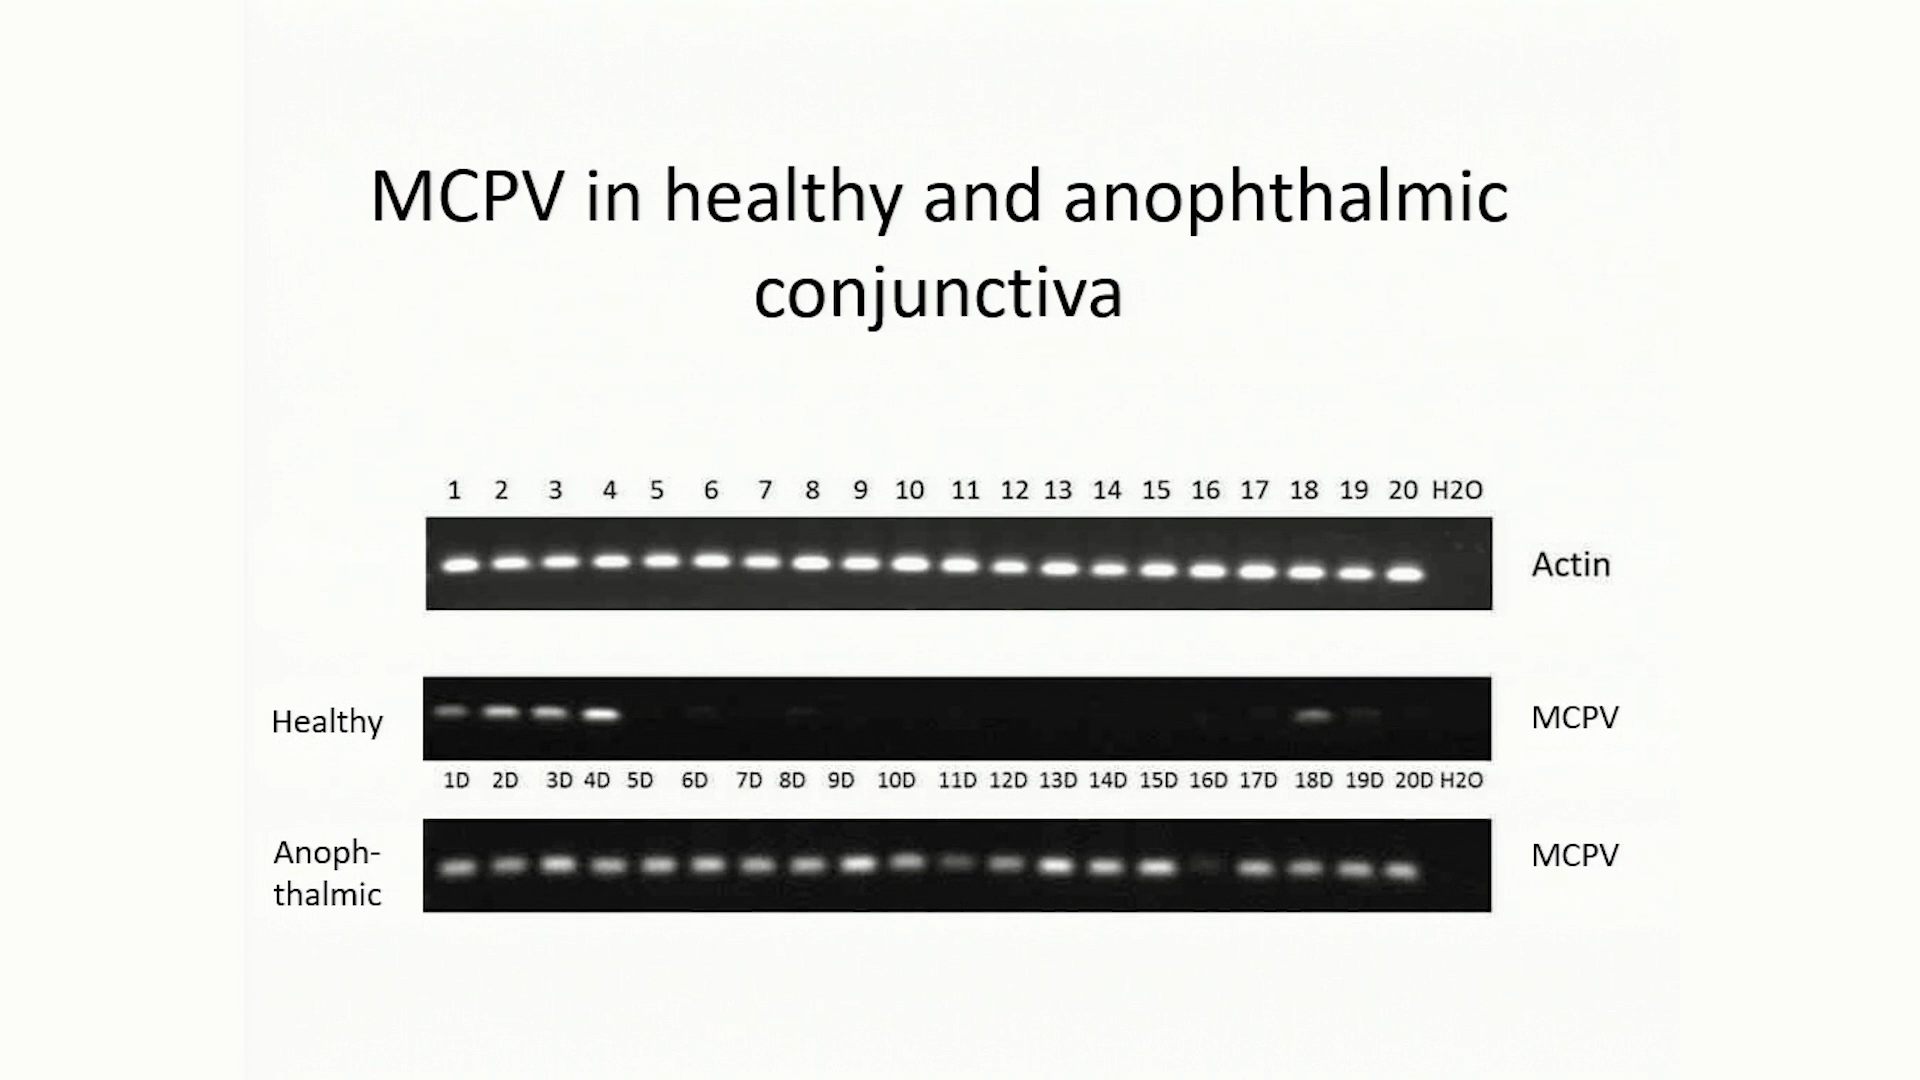 MCPV in healthy and anophthalmic
conjunctiva
1 2 3 4 5 6 7 8 9 10 11 12 13 14 15 16 17 18 19 20 H2O
Actin
Healthy
MCPV
1D 2D 3D 4D 5D 6D 7D 8D 9D 10D 11D 12D 13D 14D 15D 16D 17D 18D 19D 20D H2O
Anoph-
thalmic
MCPV